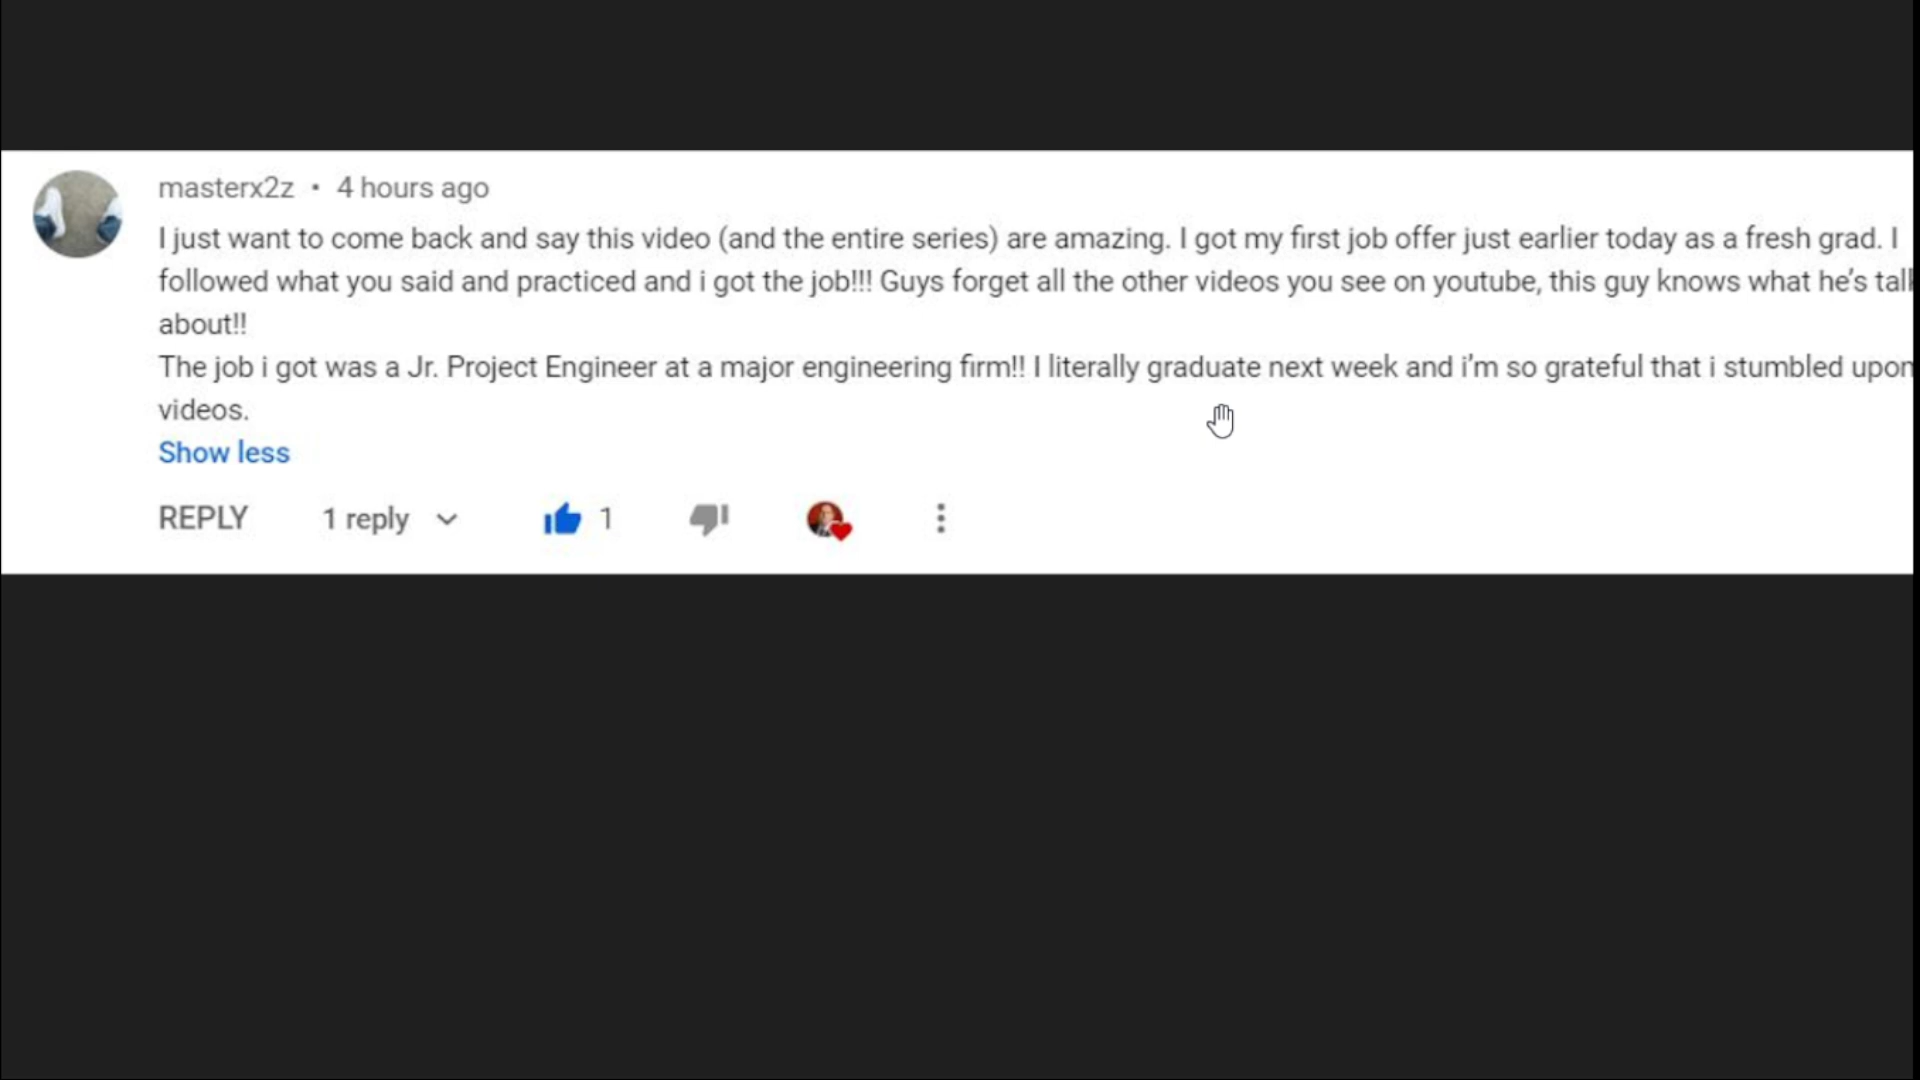 masterx2z • 4 hours ago
I just want to come back and say this video (and the entire series) are amazing. I got my first job offer just earlier today as a fresh grad. I
followed what you said and practiced and i got the job!!! Guys forget all the other videos you see on youtube, this guy knows what he's
about!!
The job i got was a Jr. Project Engineer at a major engineering firm!! I literally graduate next week and i'm so grateful that i stumbled upon
videos.
Show less
REPLY 1 reply 1